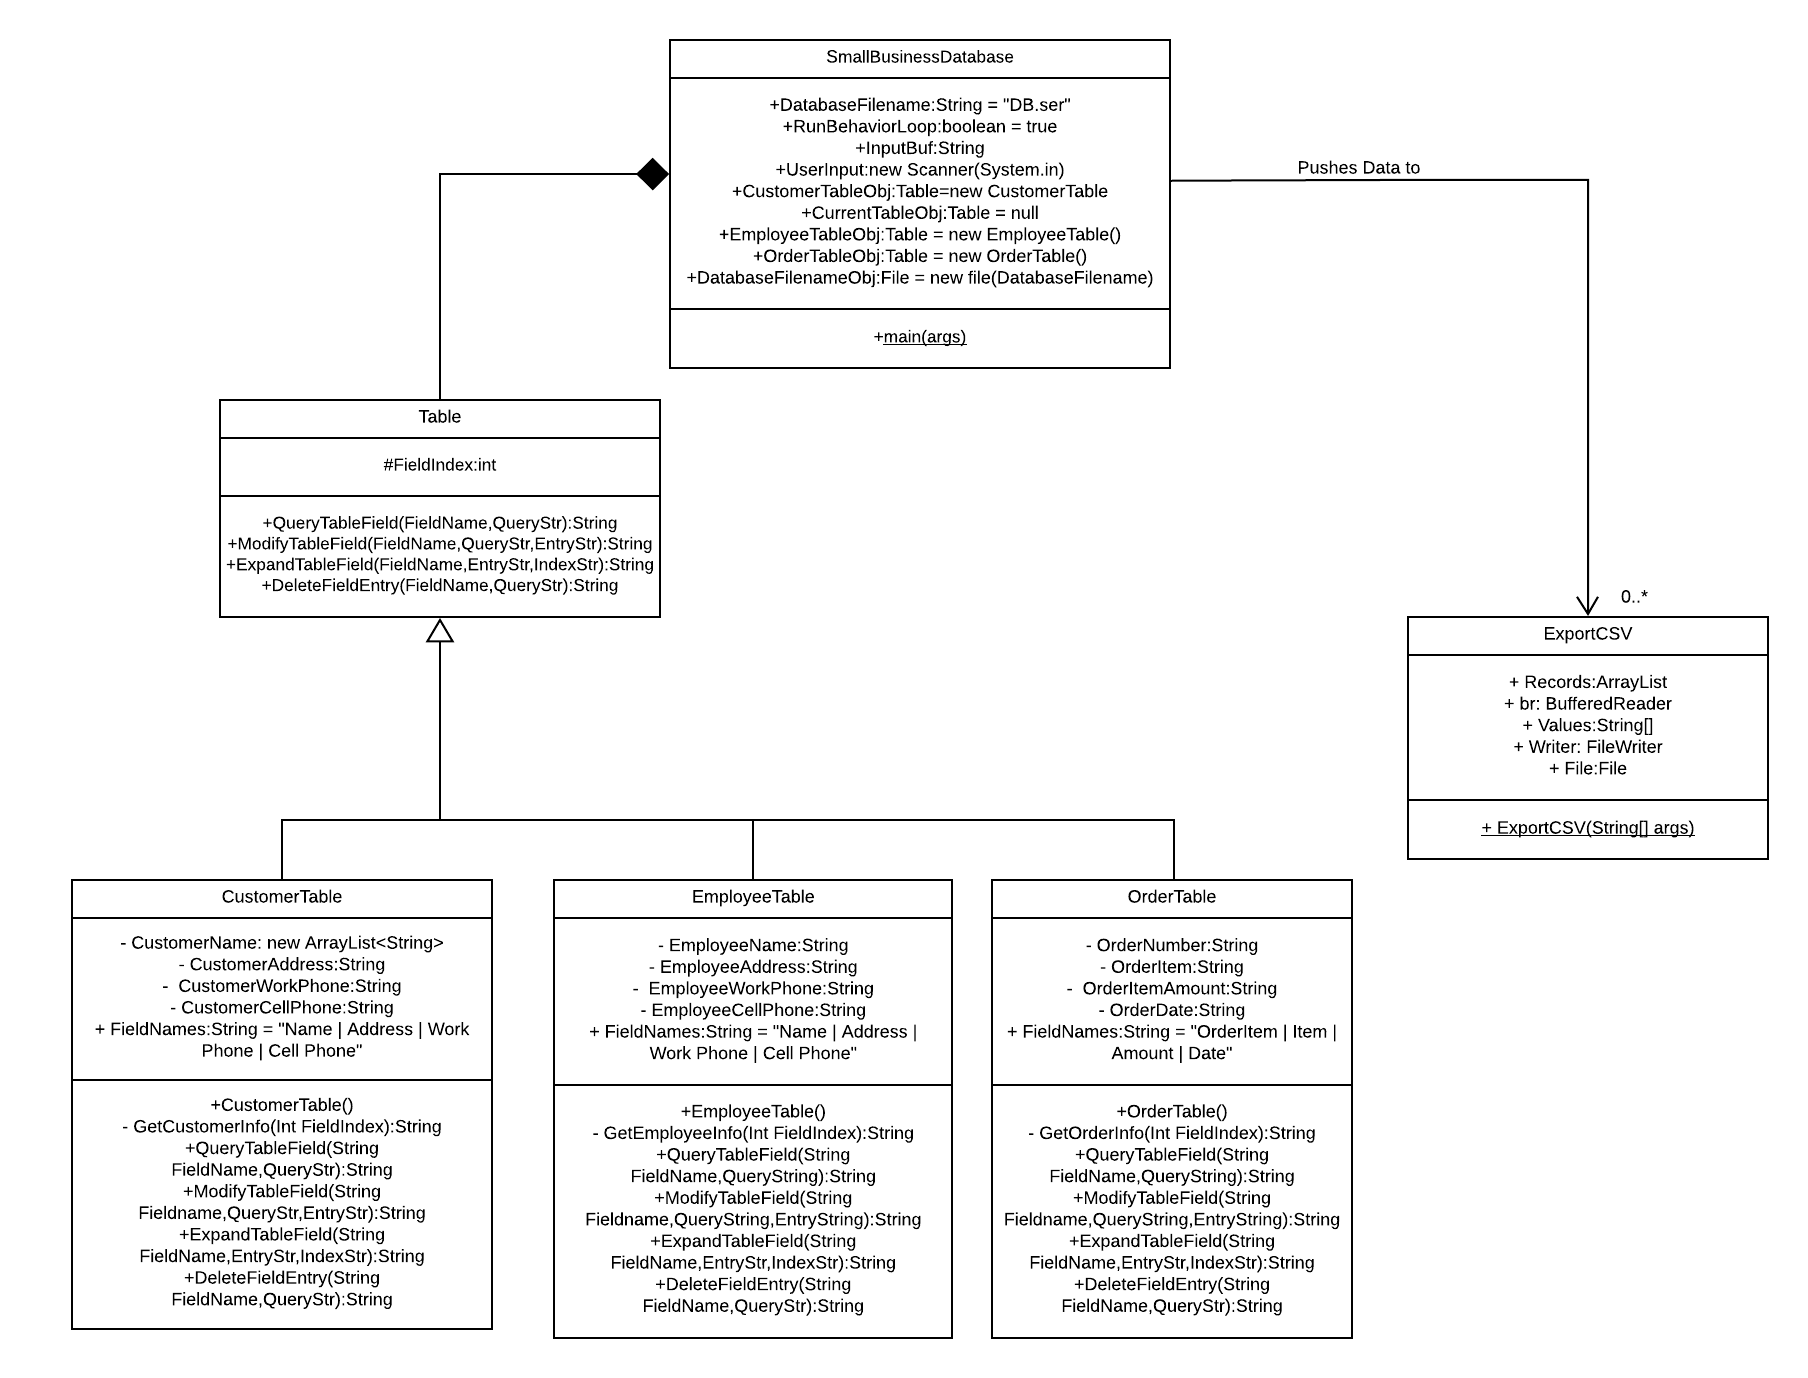 SmallBusinessDatabase
+DatabaseFilename:String = "DB.ser"
+RunBehaviorLoop:boolean = true
+InputBuf:String
+UserInput:new Scanner(System.in)
+CustomerTableObj:Table=new CustomerTable
+CurrentTableObj:Table = null
+EmployeeTableObj:Table = new EmployeeTable()
+OrderTableObj:Table = new OrderTable()
+DatabaseFilenameObj:File = new file(DatabaseFilename)
+main(args)
Pushes Data to
Table
#FieldIndex:int
+QueryTableField(FieldName,QueryStr):String
+ModifyTableField(FieldName,QueryStr,EntryStr):String
+ExpandTableField(FieldName,EntryStr,IndexStr):String
+DeleteFieldEntry(FieldName,QueryStr):String
0..*
ExportCSV
+ Records:ArrayList
+ br: BufferedReader
+ Values:String[]
+ Writer: FileWriter
+ File:File
+ ExportCSV(String[] args)
CustomerTable
- CustomerName: new ArrayList<String>
- CustomerAddress:String
- CustomerWorkPhone:String
- CustomerCellPhone:String
+ FieldNames:String = "Name | Address | Work
Phone | Cell Phone"
+CustomerTable()
- GetCustomerInfo(Int FieldIndex):String
+QueryTableField(String
FieldName,QueryStr):String
+ModifyTableField(String
Fieldname,QueryStr,EntryStr):String
+ExpandTableField(String
FieldName,EntryStr,IndexStr):String
+DeleteFieldEntry(String
FieldName,QueryStr):String
EmployeeTable
- EmployeeName:String
- EmployeeAddress:String
- EmployeeWorkPhone:String
- EmployeeCellPhone:String
+ FieldNames:String = "Name | Address |
Work Phone | Cell Phone"
+EmployeeTable()
- GetEmployeeInfo(Int FieldIndex):String
+QueryTableField(String
FieldName,QueryString):String
+ModifyTableField(String
Fieldname,QueryString,EntryString):String
+ExpandTableField(String
FieldName,EntryStr,IndexStr):String
+DeleteFieldEntry(String
FieldName,QueryStr):String
OrderTable
- OrderNumber:String
- OrderItem:String
- OrderItemAmount:String
- OrderDate:String
+ FieldNames:String = "OrderItem | Item |
Amount | Date"
+OrderTable()
- GetOrderInfo(Int FieldIndex):String
+QueryTableField(String
FieldName,QueryString):String
+ModifyTableField(String
Fieldname,QueryString,EntryString):String
+ExpandTableField(String
FieldName,EntryStr,IndexStr):String
+DeleteFieldEntry(String
FieldName,QueryStr):String